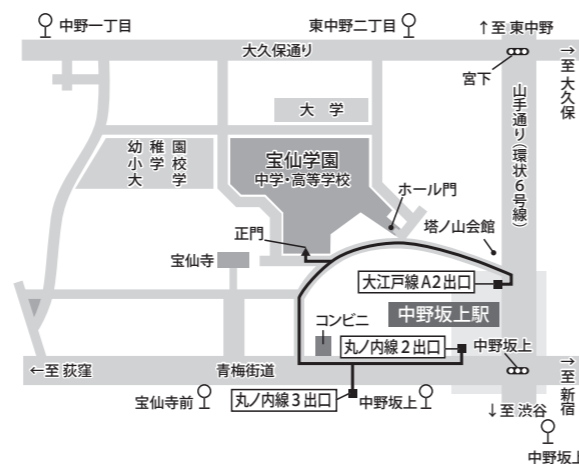 中野一丁目
東中野二丁目
↑至 東中野
大久保通り
→至 大久保
宮下
山手通り(環状6号線)
大学
幼稚園
小学校
大学
宝仙学園
中学・高等学校
ホール門
正門
塔ノ山会館
宝仙寺
大江戸線A2出口
中野坂上駅
コンビニ
丸ノ内線2出口
中野坂上
←至 荻窪
青梅街道
→至 新宿
宝仙寺前
丸ノ内線3出口
中野坂上
↓至 渋谷
中野坂上